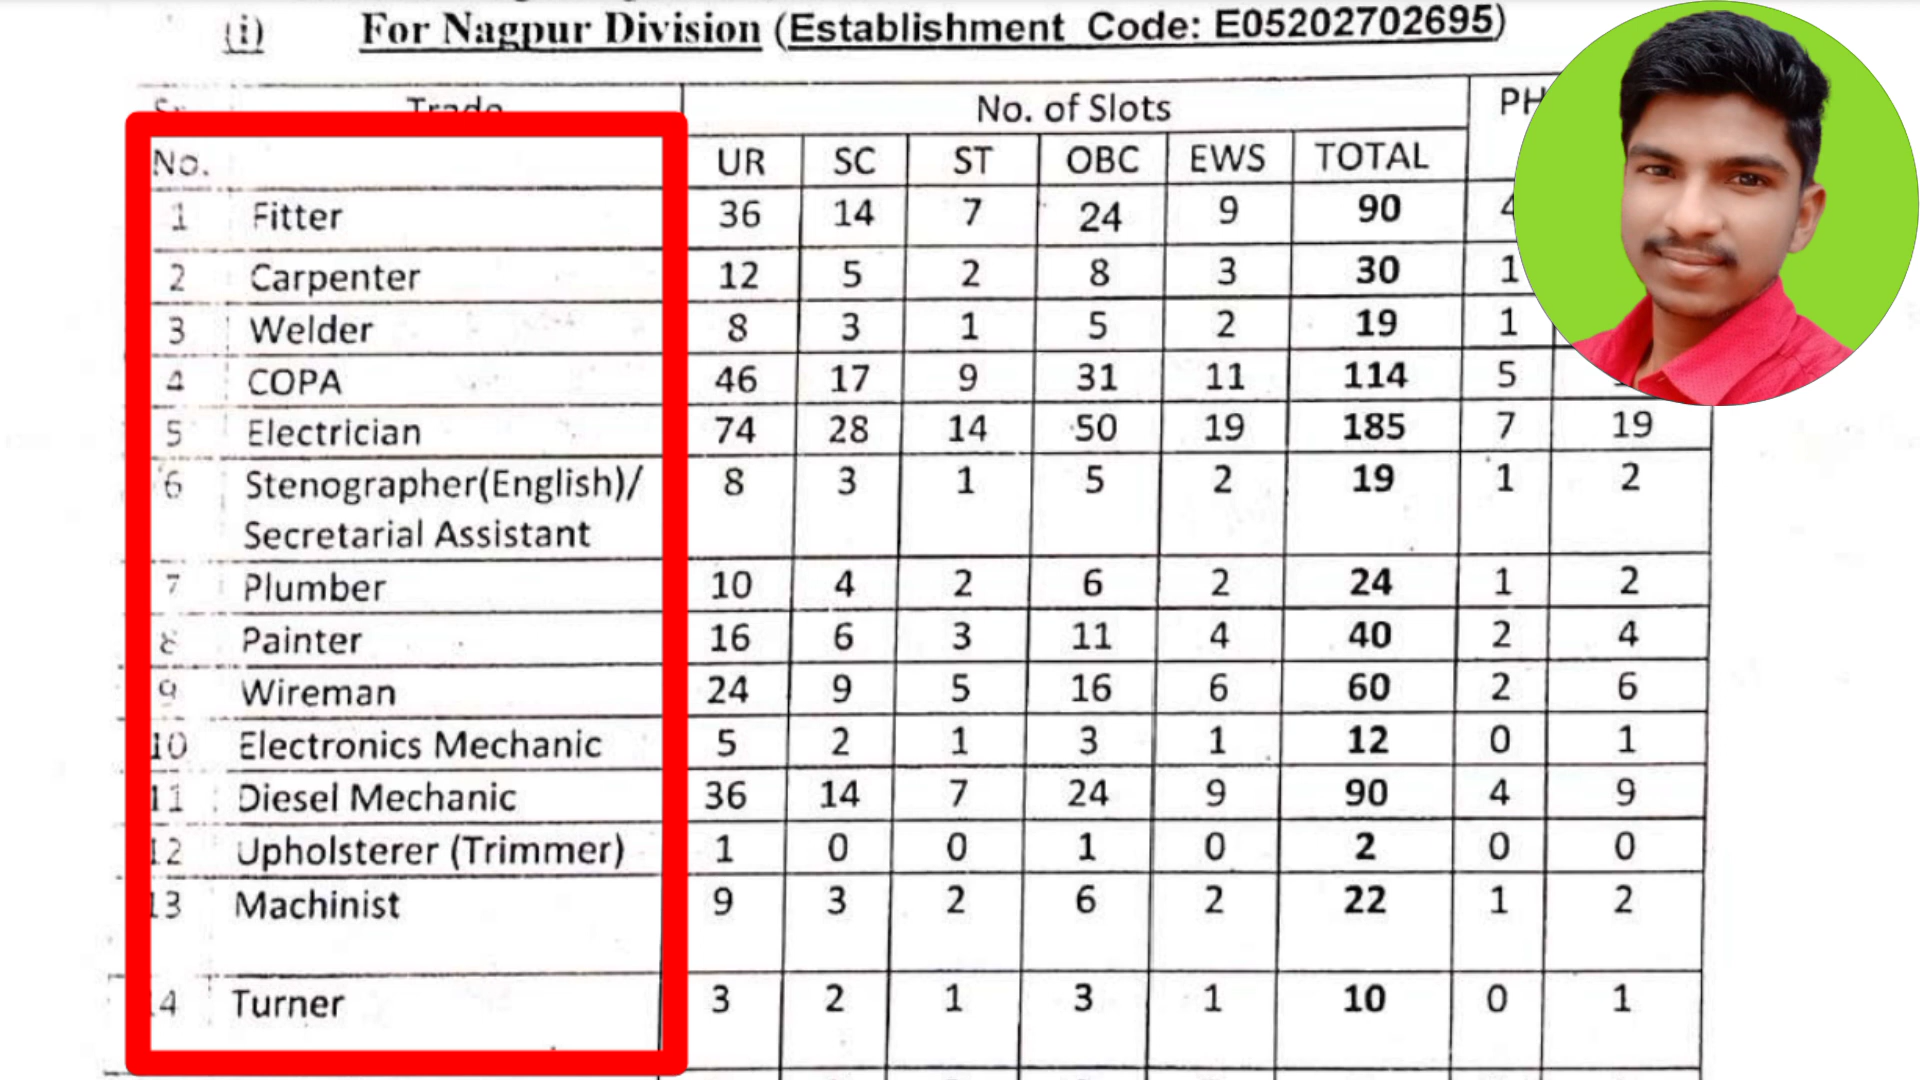 (i) For Nagpur Division (Establishment Code: E05202702695)
Trade No. of Slots PH
No. UR SC ST OBC EWS TOTAL
1 Fitter 36 14 7 24 9 90 4
2 Carpenter 12 5 2 8 3 30 1
3 Welder 8 3 1 5 2 19 1
4 COPA 46 17 9 31 11 114 5
5 Electrician 74 28 14 50 19 185 7 19
6 Stenographer(English)/ 8 3 1 5 2 19 1 2
Secretarial Assistant
7 Plumber 10 4 2 6 2 24 1 2
8 Painter 16 6 3 11 4 40 2 4
9 Wireman 24 9 5 16 6 60 2 6
10 Electronics Mechanic 5 2 1 3 1 12 0 1
11 Diesel Mechanic 36 14 7 24 9 90 4 9
12 Upholsterer (Trimmer) 1 0 0 1 0 2 0 0
13 Machinist 9 3 2 6 2 22 1 2
14 Turner 3 2 1 3 1 10 0 1